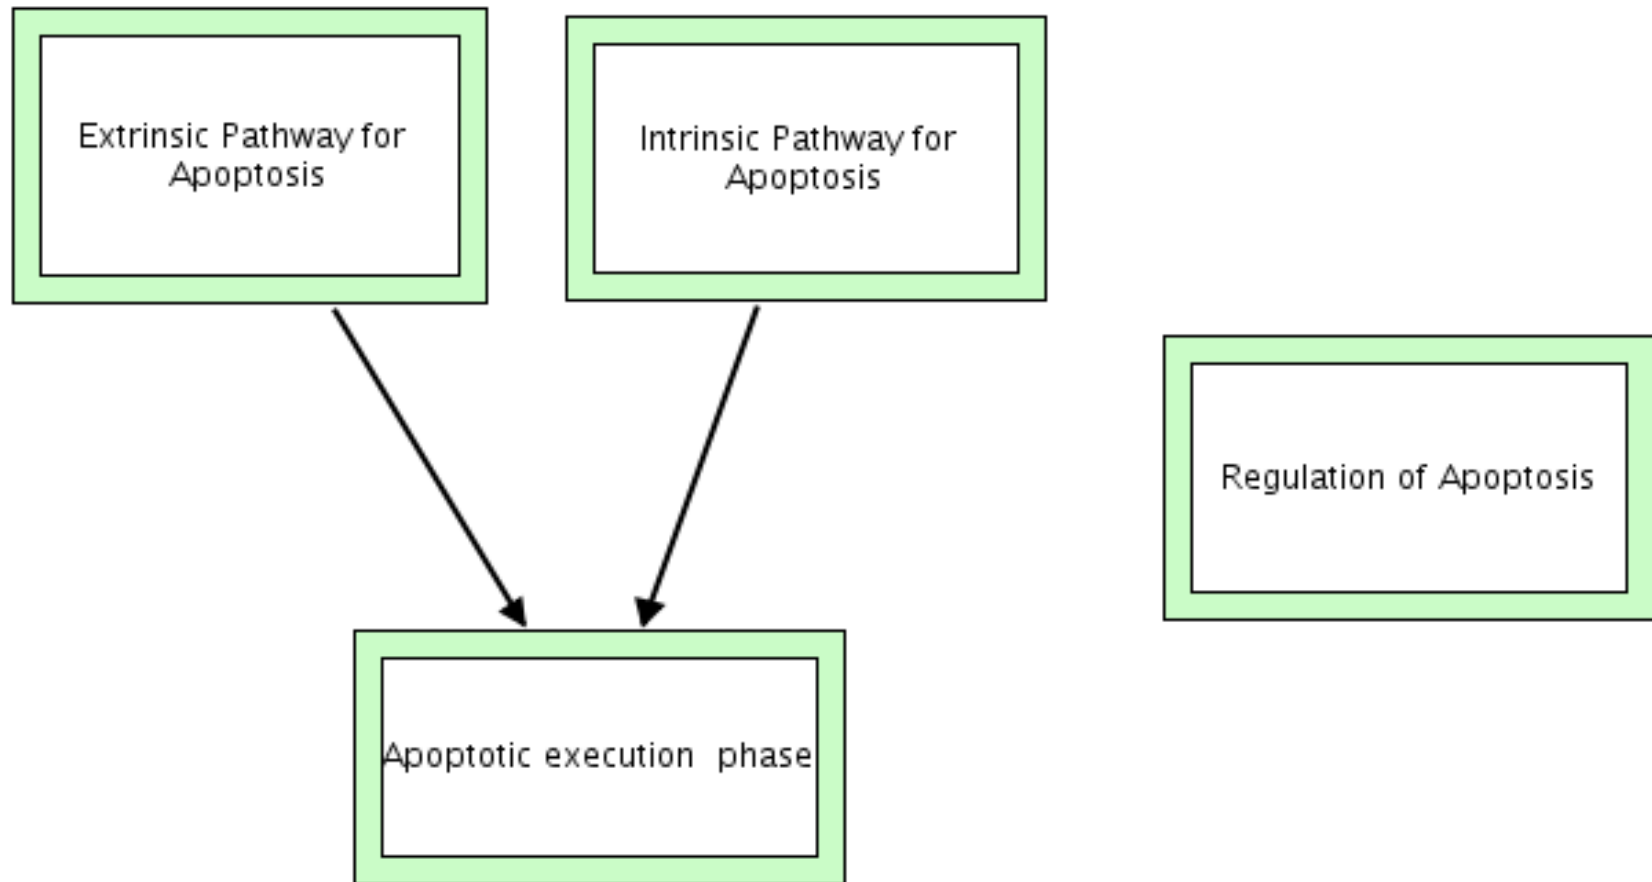 Extrinsic Pathway for
Apoptosis
Intrinsic Pathway for
Apoptosis
Regulation of Apoptosis
Apoptotic execution phase